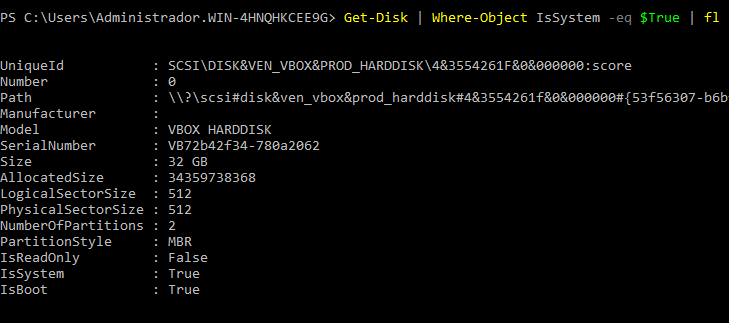 PS C:\Users\Administrador.WIN-4HNQHKCEE9G> Get-Disk | Where-Object IsSystem -eq $True | fl
UniqueId           : SCSI\DISK&VEN_VBOX&PROD_HARDDISK\4&3554261F&0&000000:score
Number             : 0
Path               : \\?\scsi#disk&ven_vbox&prod_harddisk#4&3554261f&0&000000#{53f56307-b6b
Manufacturer       :
Model              : VBOX HARDDISK
SerialNumber       : VB72b42f34-780a2062
Size               : 32 GB
AllocatedSize      : 34359738368
LogicalSectorSize  : 512
PhysicalSectorSize : 512
NumberOfPartitions : 2
PartitionStyle     : MBR
IsReadOnly         : False
IsSystem           : True
IsBoot             : True